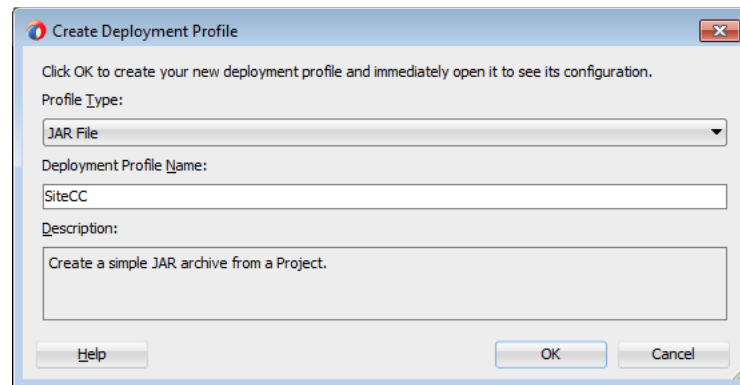 Create Deployment Profile
Click OK to create your new deployment profile and immediately open it to see its configuration.
Profile Type:
JAR File
Deployment Profile Name:
SiteCC
Description:
Create a simple JAR archive from a Project.
Help OK Cancel